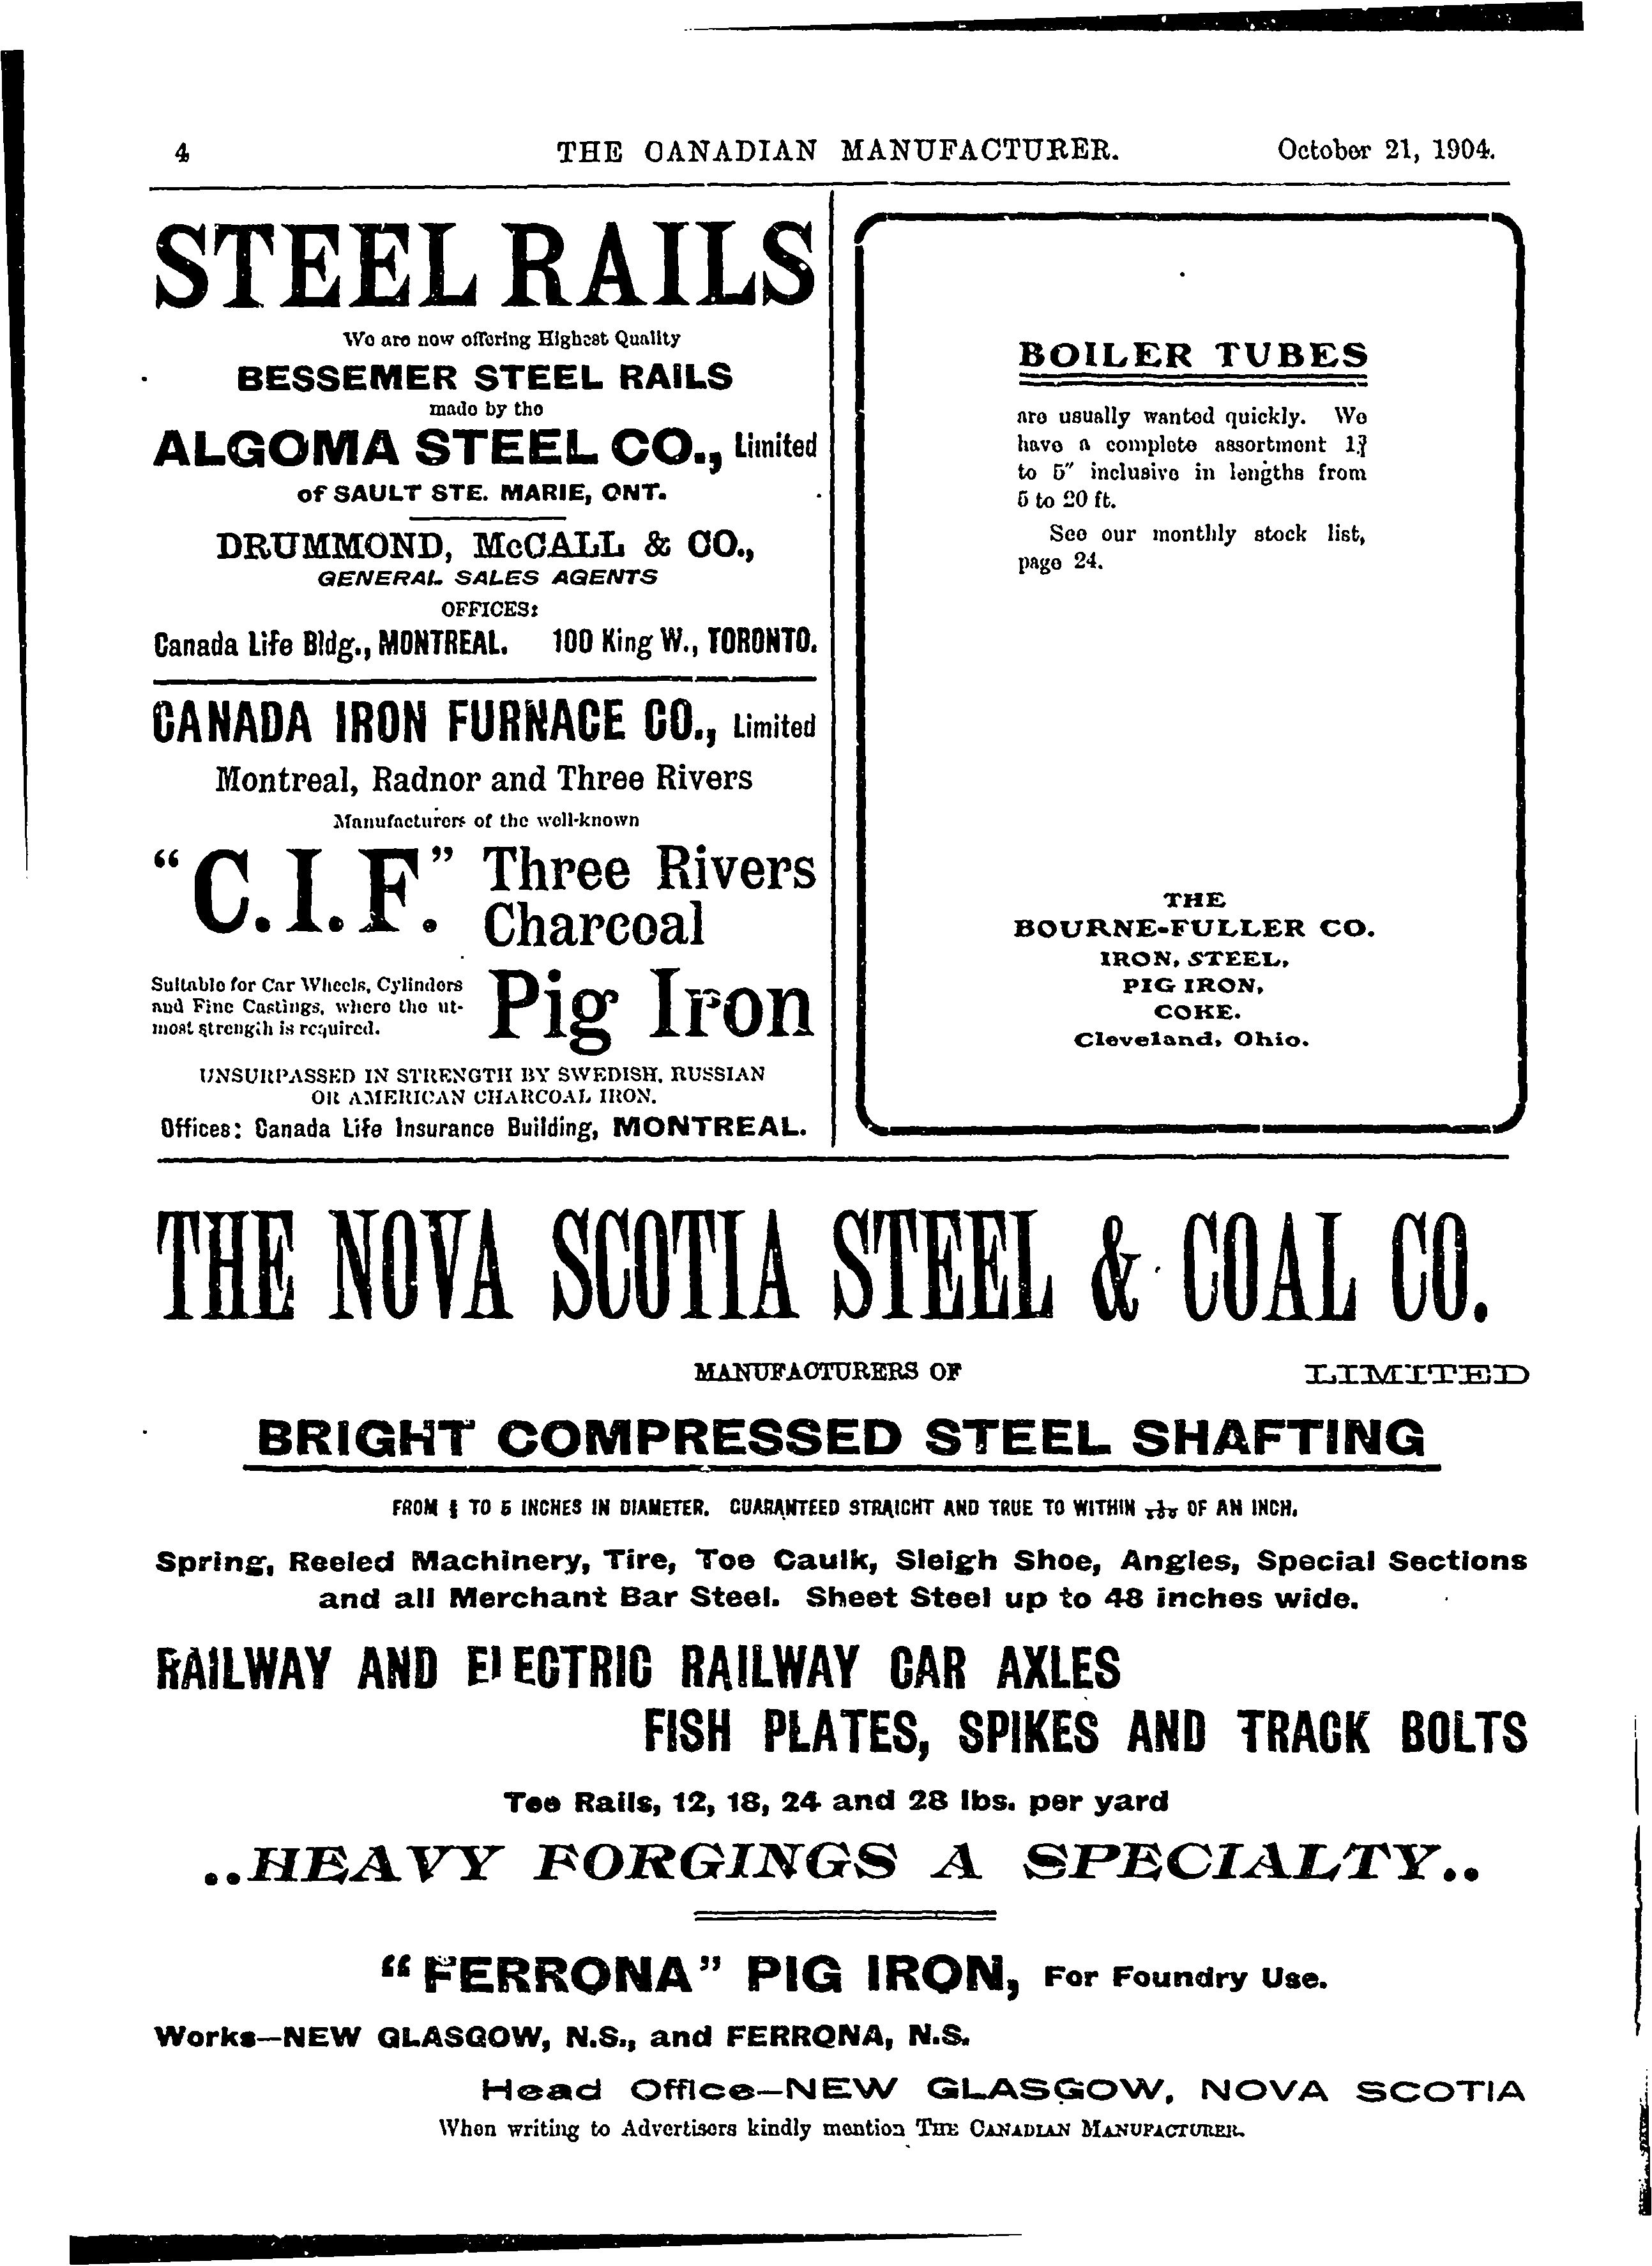 4 THE CANADIAN MANUFACTURER. October 21, 1904.
STEEL RAILS
We are now offering Highest Quality
BESSEMER STEEL RAILS
made by the
ALGOMA STEEL CO., Limited
of SAULT STE. MARIE, ONT.
DRUMMOND, McCALL & CO.,
GENERAL SALES AGENTS
OFFICES:
Canada Life Bldg., MONTREAL. 100 King W., TORONTO.
CANADA IRON FURNACE CO., Limited
Montreal, Radnor and Three Rivers
Manufacturers of the well-known
"C.I.F." Three Rivers
Charcoal
Pig Iron
Suitable for Car Wheels, Cylinders
and Fine Castings, where the ut-
most strength is required.
UNSURPASSED IN STRENGTH BY SWEDISH, RUSSIAN
OR AMERICAN CHARCOAL IRON.
Offices: Canada Life Insurance Building, MONTREAL.
BOILER TUBES
are usually wanted quickly. We
have a complete assortment
to 5" inclusive in lengths from
5 to 20 ft.
See our monthly stock list,
page 24.
THE
BOURNE-FULLER CO.
IRON, STEEL,
PIG IRON,
COKE.
Cleveland, Ohio.
THE NOVA SCOTIA STEEL & COAL CO.
MANUFACTURERS OF LIMITED
BRIGHT COMPRESSED STEEL SHAFTING
FROM TO 5 INCHES IN DIAMETER. GUARANTEED STRAIGHT AND TRUE TO WITHIN OF AN INCH.
Spring, Reeled Machinery, Tire, Toe Caulk, Sleigh Shoe, Angles, Special Sections
and all Merchant Bar Steel. Sheet Steel up to 48 inches wide.
RAILWAY AND ELECTRIC RAILWAY CAR AXLES
FISH PLATES, SPIKES AND TRACK BOLTS
Tee Rails, 12, 18, 24 and 28 lbs. per yard
..HEAVY FORGINGS A SPECIALTY..
"FERRONA" PIG IRON, For Foundry Use.
Works—NEW GLASGOW, N.S., and FERRONA, N.S.
Head Office—NEW GLASGOW, NOVA SCOTIA
When writing to Advertisers kindly mention THE CANADIAN MANUFACTURER.